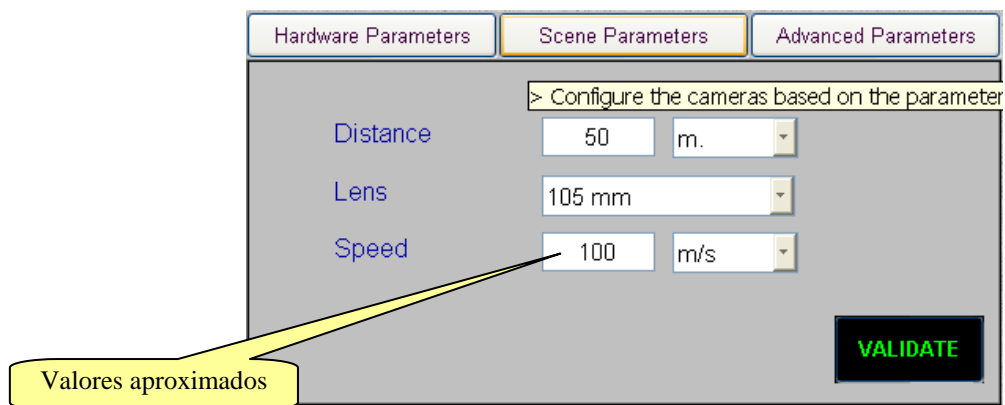 Hardware Parameters Scene Parameters Advanced Parameters
> Configure the cameras based on the parameter
Distance 50 m.
Lens 105 mm
Speed 100 m/s
VALIDATE
Valores aproximados